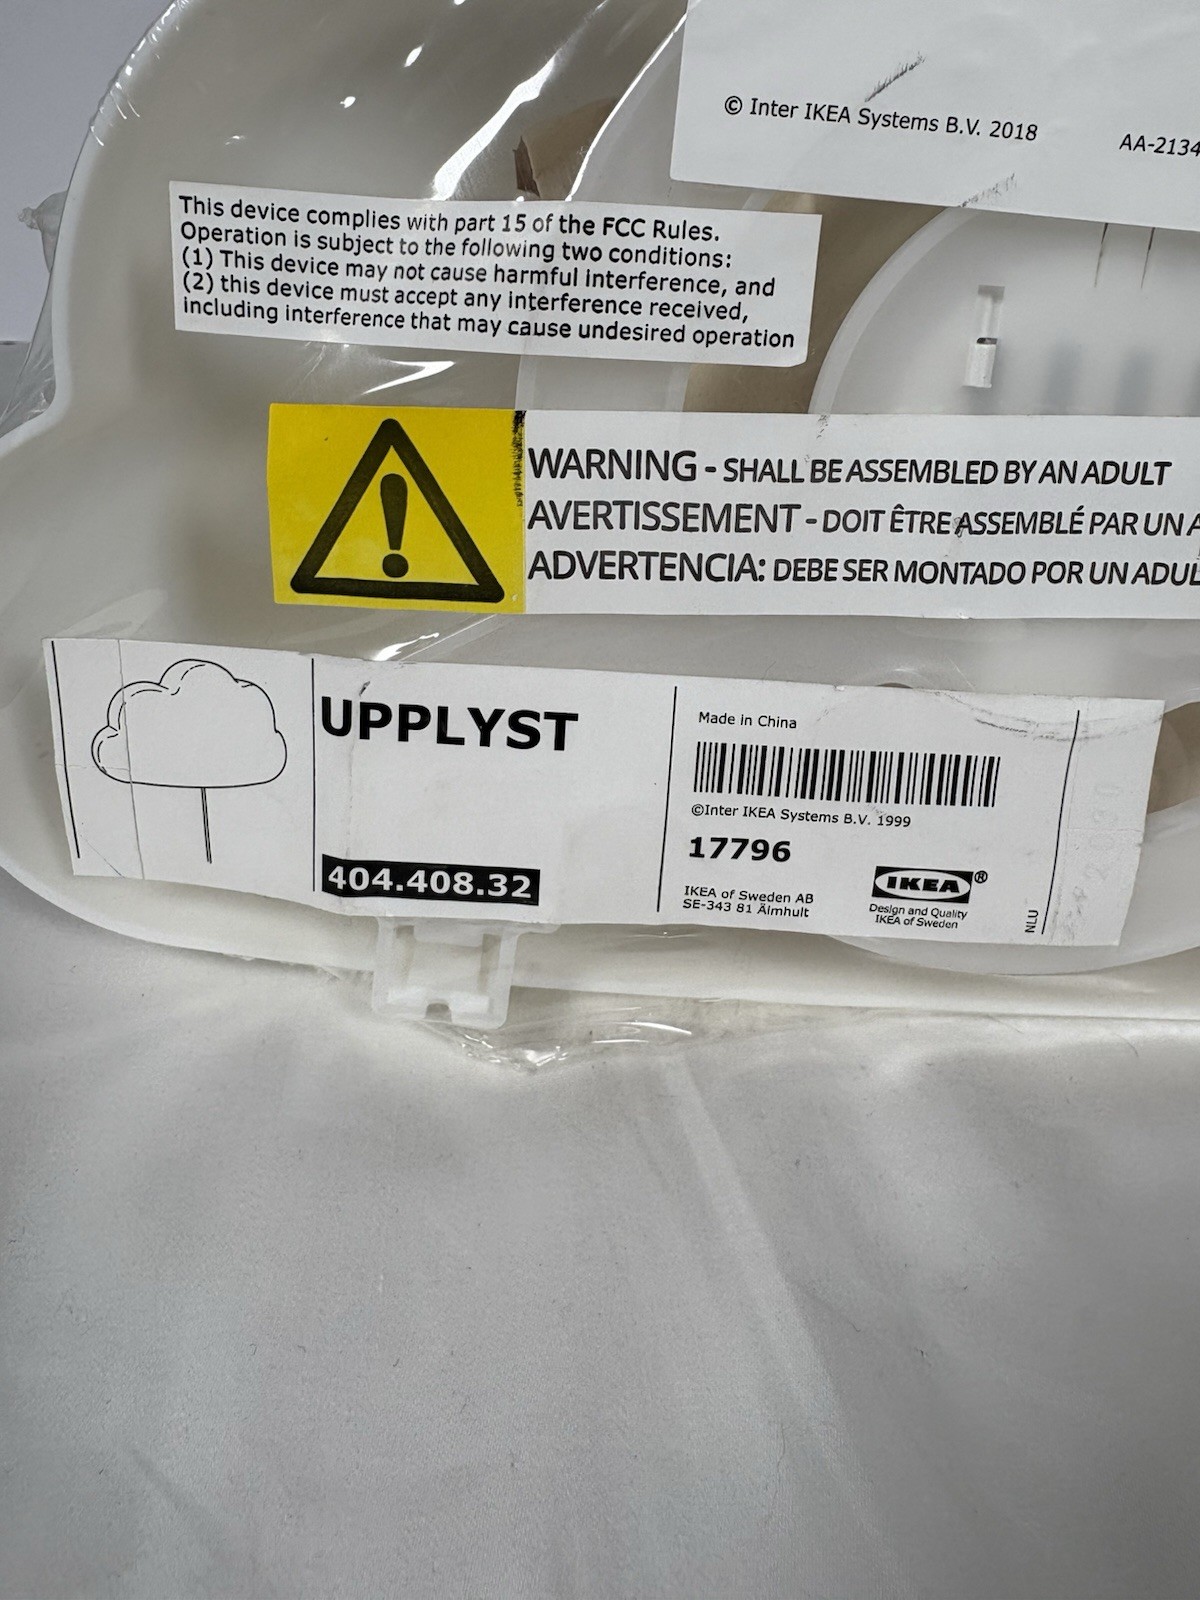 © Inter IKEA Systems B.V. 2018
AA-2134
This device complies with part 15 of the FCC Rules.
Operation is subject to the following two conditions:
(1) This device may not cause harmful interference, and
(2) this device must accept any interference received,
including interference that may cause undesired operation
WARNING - SHALL BE ASSEMBLED BY AN ADULT
AVERTISSEMENT - DOIT ÊTRE ASSEMBLÉ PAR UN A
ADVERTENCIA: DEBE SER MONTADO POR UN ADUL
UPPLYST
404.408.32
Made in China
©Inter IKEA Systems B.V. 1999
17796
IKEA of Sweden AB
SE-343 81 Älmhult
IKEA®
Design and Quality
IKEA of Sweden
NLU